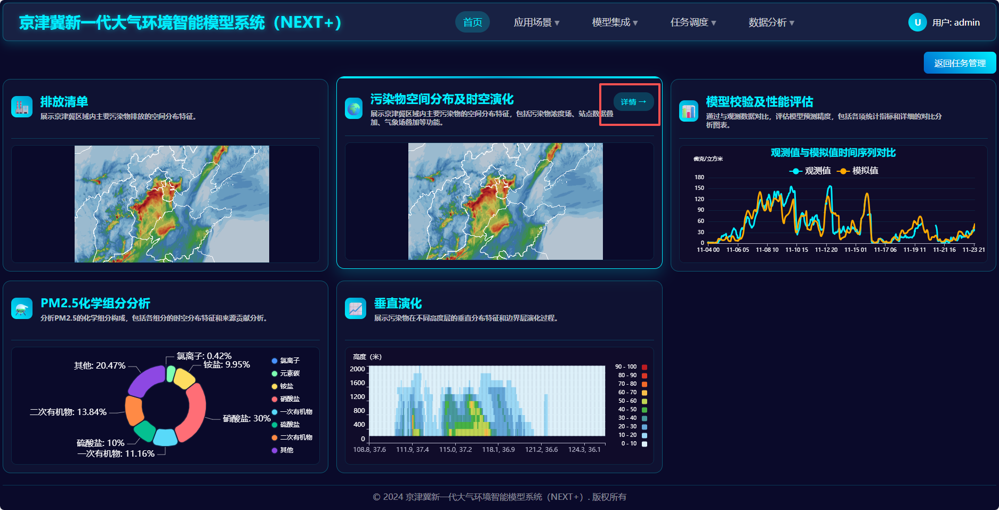 京津冀新一代大气环境智能模型系统（NEXT+）
首页
应用场景▼
模型集成▼
任务调度▼
数据分析▼
U
用户: admin
返回任务管理
排放清单
展示京津冀区域内主要污染物排放的空间分布特征。
污染物空间分布及时空演化
详情 →
展示京津冀区域内主要污染物的空间分布特征，包括污染物浓度场、站点数据叠
加、气象场叠加等功能。
模型校验及性能评估
通过与观测数据对比，评估模型预测精度，包括各项统计指标和详细的对比分
析图表。
观测值与模拟值时间序列对比
微克/立方米
观测值
模拟值
180
150
120
90
60
30
0
11-04 00
11-06 05
11-08 10
11-10 15
11-12 20
11-15 01
11-17 06
11-19 11
11-21 16
11-23 21
PM2.5化学组分分析
分析PM2.5的化学组分构成，包括各组分的时空分布特征和来源贡献分析。
氯离子: 0.42%
铵盐: 9.95%
其他: 20.47%
二次有机物: 13.84%
硝酸盐: 30%
硫酸盐: 10%
一次有机物: 11.16%
氯离子
元素碳
铵盐
硝酸盐
一次有机物
硫酸盐
二次有机物
其他
垂直演化
展示污染物在不同高度层的垂直分布特征和边界层演化过程。
高度（米）
2000
1600
1200
800
400
0
108.8, 37.6
111.9, 37.4
115.0, 37.2
118.1, 36.9
121.2, 36.6
124.3, 36.1
90 - 100
80 - 90
70 - 80
60 - 70
50 - 60
40 - 50
30 - 40
20 - 30
10 - 20
0 - 10
© 2024 京津冀新一代大气环境智能模型系统（NEXT+）. 版权所有